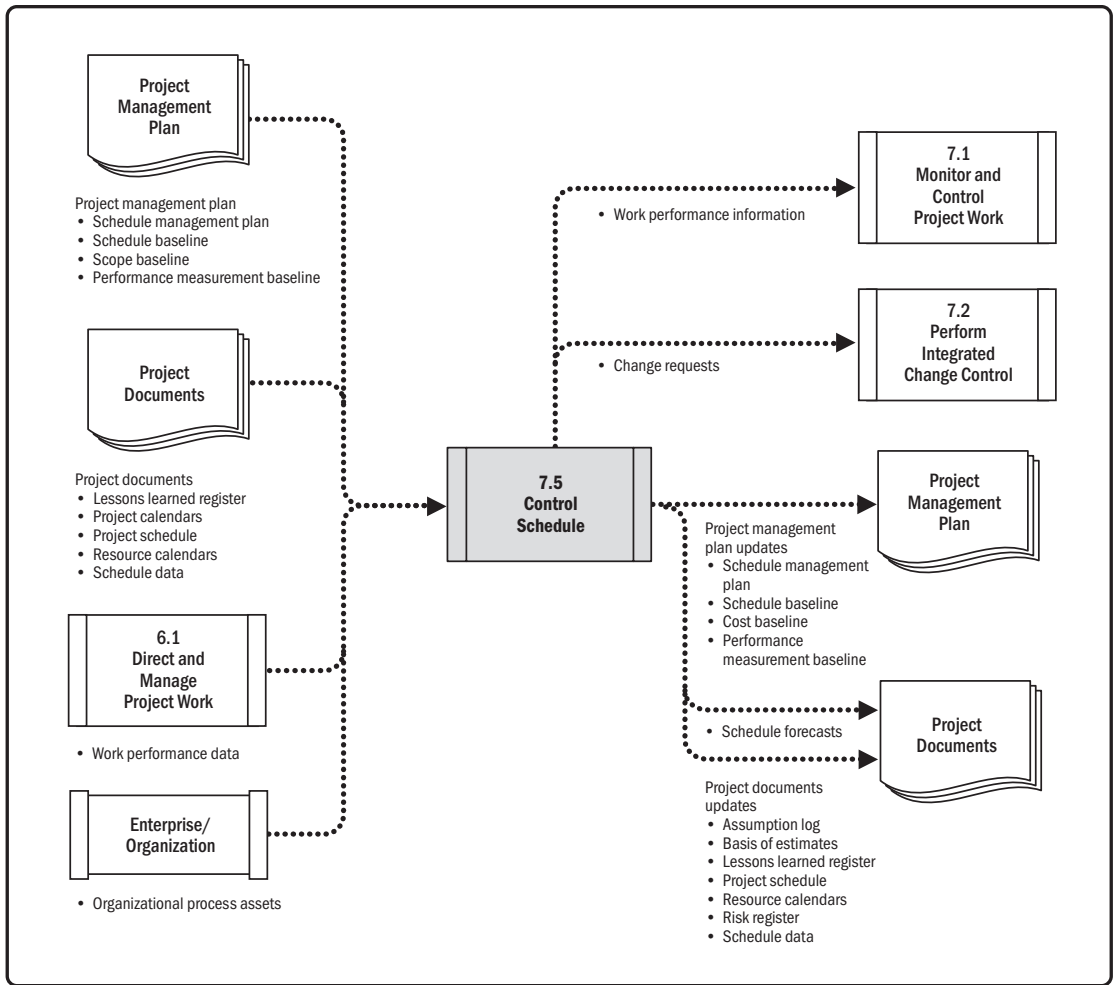 Project
Management
Plan
Project management plan
• Schedule management plan
• Schedule baseline
• Scope baseline
• Performance measurement baseline
Project
Documents
Project documents
• Lessons learned register
• Project calendars
• Project schedule
• Resource calendars
• Schedule data
6.1
Direct and
Manage
Project Work
• Work performance data
Enterprise/
Organization
• Organizational process assets
7.5
Control
Schedule
• Work performance information
7.1
Monitor and
Control
Project Work
• Change requests
7.2
Perform
Integrated
Change Control
Project management
plan updates
• Schedule management
plan
• Schedule baseline
• Cost baseline
• Performance
measurement baseline
Project
Management
Plan
• Schedule forecasts
Project
Documents
Project documents
updates
• Assumption log
• Basis of estimates
• Lessons learned register
• Project schedule
• Resource calendars
• Risk register
• Schedule data